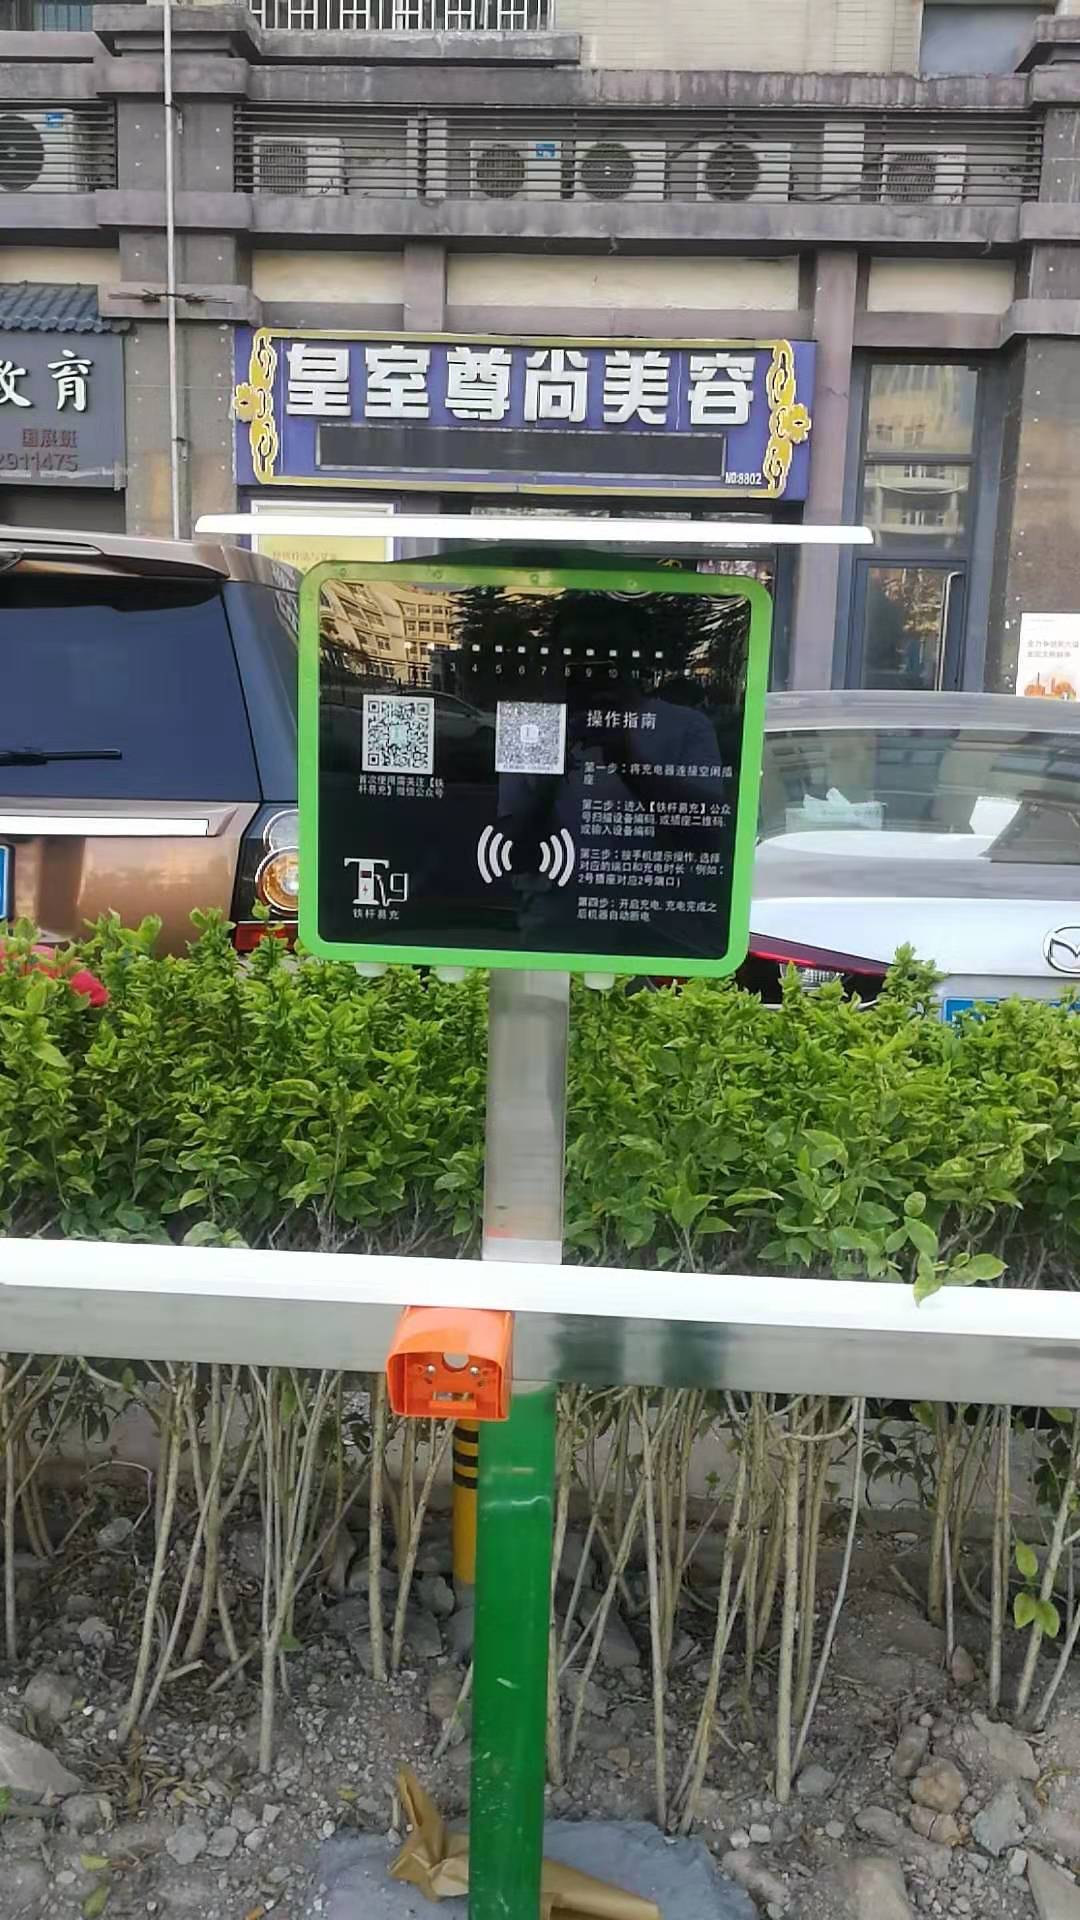 皇室尊尚美容
NO:8802
教育
国展班
2911475
3 4 5 6 7 8 9 10 11 12
操作指南
首次使用需关注【铁
杆易充】微信公众号
第一步：将充电器连接空闲插
座
第二步：进入【铁杆易充】公众
号扫描设备编码，或插座二维码，
或输入设备编码
第三步：按手机提示操作，选择
对应的端口和充电时长（例如：
2号插座对应2号端口）
第四步：开启充电，充电完成之
后机器自动断电
铁杆易充